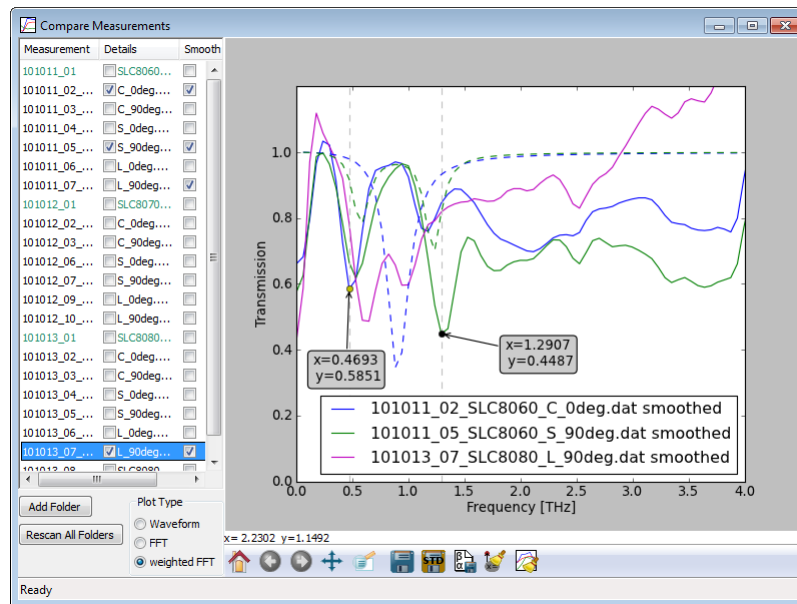 Compare Measurements
Measurement Details Smooth
101011_01 SLC8060...
101011_02_... C_0deg....
101011_03_... C_90deg...
101011_04_... S_0deg....
101011_05_... S_90deg...
101011_06_... L_0deg....
101011_07_... L_90deg...
101012_01 SLC8070...
101012_02_... C_0deg....
101012_03_... C_90deg...
101012_06_... S_0deg....
101012_07_... S_90deg...
101012_09_... L_0deg....
101012_10_... L_90deg...
101013_01 SLC8080...
101013_02_... C_0deg....
101013_03_... C_90deg...
101013_04_... S_0deg....
101013_05_... S_90deg...
101013_06_... L_0deg....
101013_07_... L_90deg...
101013_08 SLC8080
Add Folder
Rescan All Folders
Plot Type
Waveform
FFT
weighted FFT
Transmission
1.0
0.8
0.6
0.4
0.2
0.0
x=0.4693
y=0.5851
x=1.2907
y=0.4487
101011_02_SLC8060_C_0deg.dat smoothed
101011_05_SLC8060_S_90deg.dat smoothed
101013_07_SLC8080_L_90deg.dat smoothed
0.0 0.5 1.0 1.5 2.0 2.5 3.0 3.5 4.0
Frequency [THz]
x= 2.2302 y=1.1492
STD
β
α
Ready